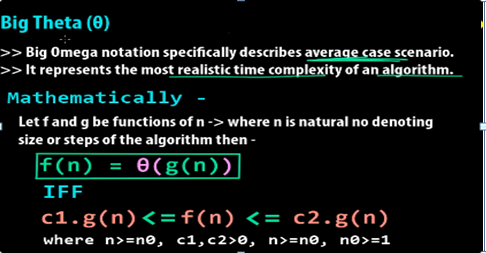 Big Theta (θ)
>> Big Omega notation specifically describes average case scenario.
>> It represents the most realistic time complexity of an algorithm.
Mathematically -
Let f and g be functions of n -> where n is natural no denoting
size or steps of the algorithm then -
f(n) = θ(g(n))
IFF
c1.g(n)<=f(n) <= c2.g(n)
where n>=n0, c1,c2>0, n>=n0, n0>=1